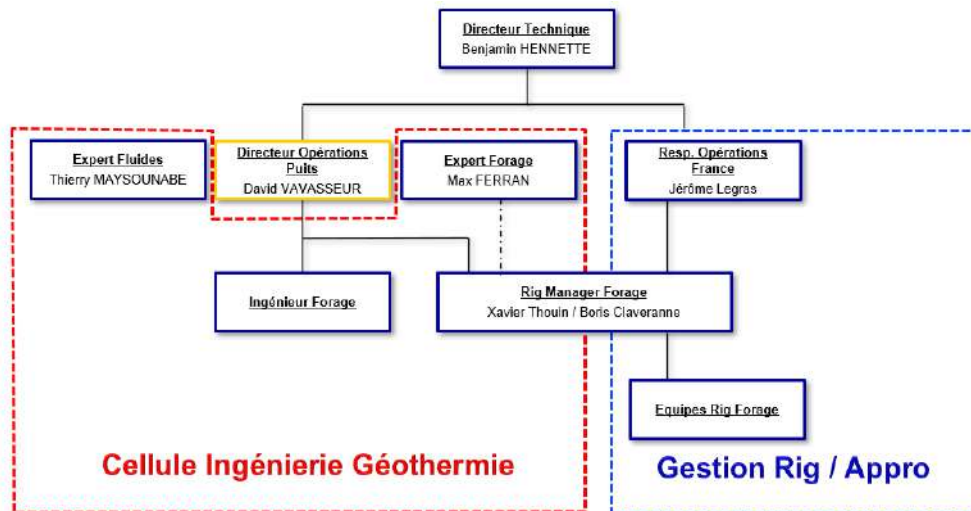 Directeur Technique
Benjamin HENNETTE
Expert Fluides
Thierry MAYSOUNABE
Directeur Opérations
Puits
David VAVASSEUR
Expert Forage
Max FERRAN
Resp. Opérations
France
Jérôme Legras
Ingénieur Forage
Rig Manager Forage
Xavier Thouin / Boris Claveranne
Equipes Rig Forage
Cellule Ingénierie Géothermie
Gestion Rig / Appro